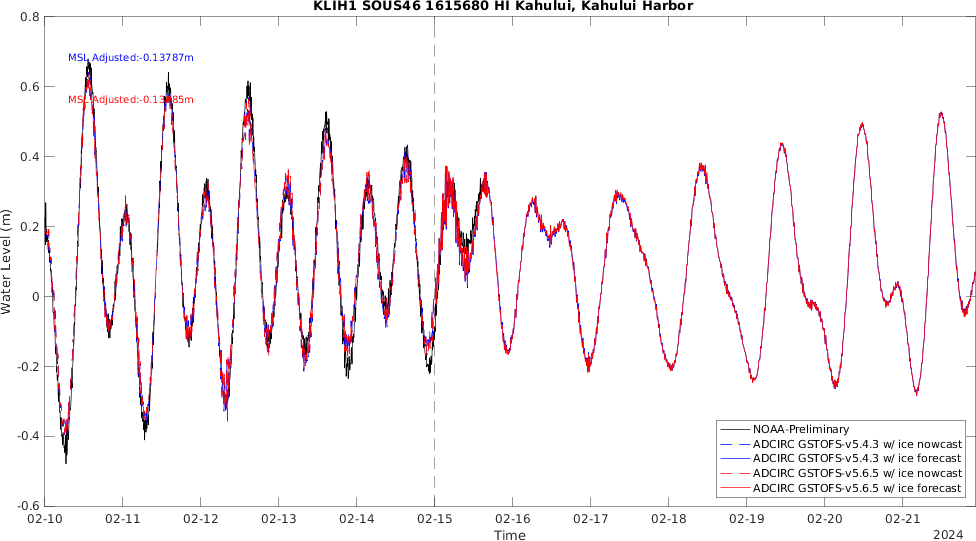 KLIH1 SOUS46 1615680 HI Kahului, Kahului Harbor
0.8
0.6
0.4
0.2
0
-0.2
-0.4
-0.6
Water Level (m)
MSL Adjusted:-0.13787m
MSL Adjusted:
02-10
02-11
02-12
02-13
02-14
02-15
02-16
02-17
02-18
02-19
02-20
02-21
Time
2024
NOAA-Preliminary
ADCIRC GSTOFS-v5.4.3 w/ ice nowcast
ADCIRC GSTOFS-v5.4.3 w/ ice forecast
ADCIRC GSTOFS-v5.6.5 w/ ice nowcast
ADCIRC GSTOFS-v5.6.5 w/ ice forecast